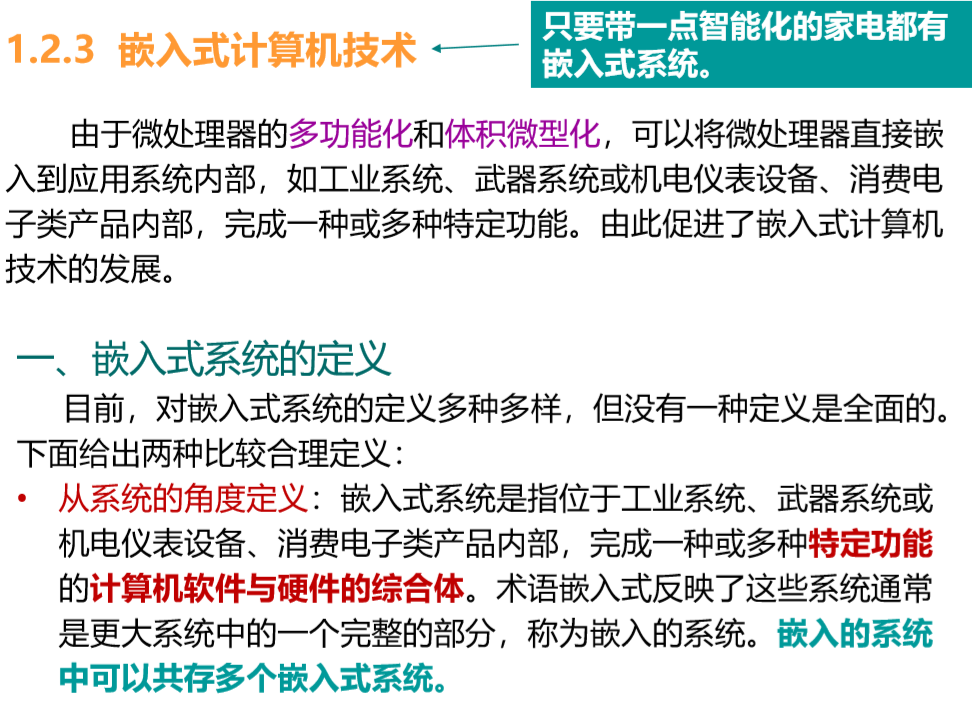 1.2.3 嵌入式计算机技术
只要带一点智能化的家电都有
嵌入式系统。
由于微处理器的多功能化和体积微型化，可以将微处理器直接嵌
入到应用系统内部，如工业系统、武器系统或机电仪表设备、消费电
子类产品内部，完成一种或多种特定功能。由此促进了嵌入式计算机
技术的发展。
一、嵌入式系统的定义
目前，对嵌入式系统的定义多种多样，但没有一种定义是全面的。
下面给出两种比较合理定义：
• 从系统的角度定义：嵌入式系统是指位于工业系统、武器系统或
机电仪表设备、消费电子类产品内部，完成一种或多种特定功能
的计算机软件与硬件的综合体。术语嵌入式反映了这些系统通常
是更大系统中的一个完整的部分，称为嵌入的系统。嵌入的系统
中可以共存多个嵌入式系统。